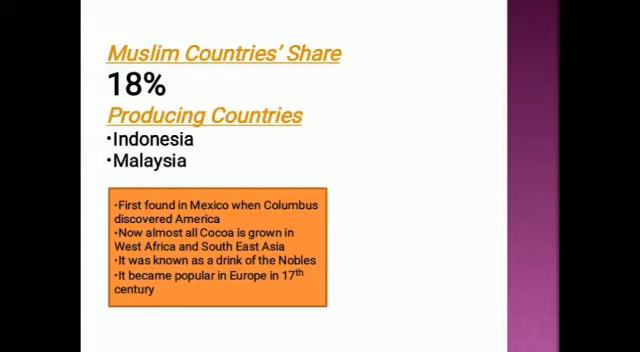 Muslim Countries’ Share
18%
Producing Countries
•Indonesia
•Malaysia
•First found in Mexico when Columbus
discovered America
•Now almost all Cocoa is grown in
West Africa and South East Asia
•It was known as a drink of the Nobles
•It became popular in Europe in 17th
century